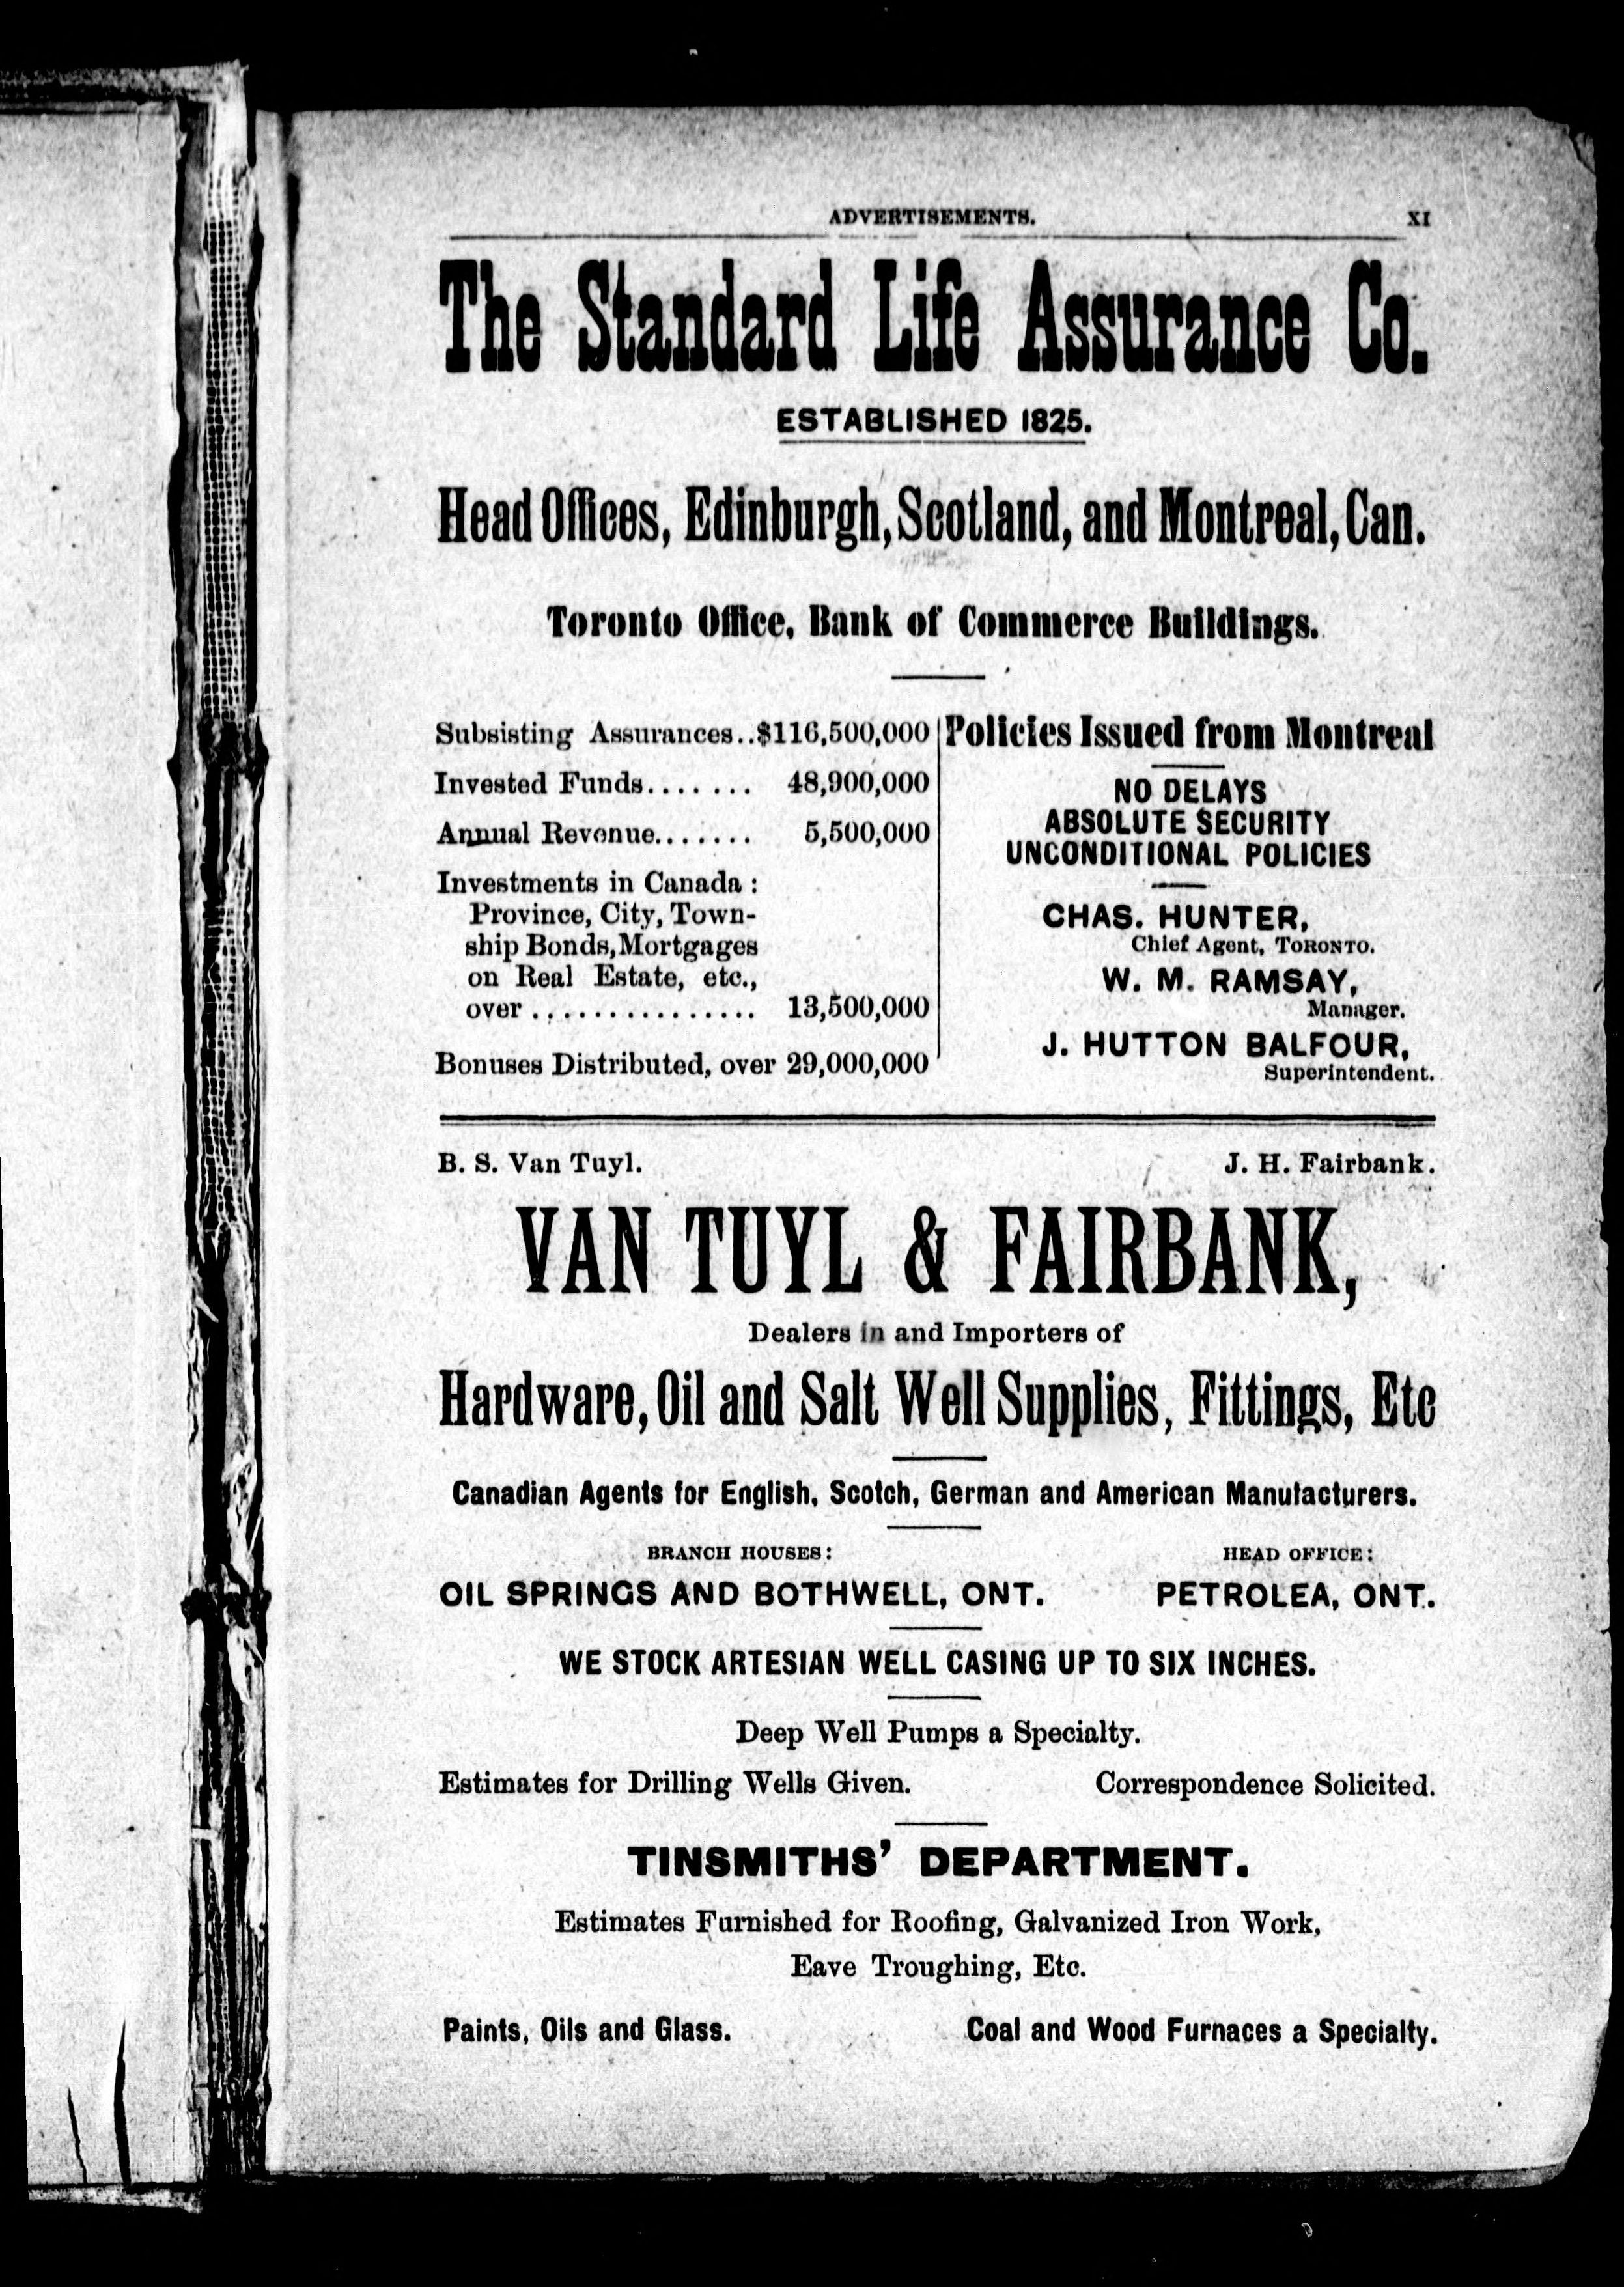 ADVERTISEMENTS. XI
The Standard Life Assurance Co.
ESTABLISHED 1825.
Head Offices, Edinburgh, Scotland, and Montreal, Can.
Toronto Office, Bank of Commerce Buildings.
Subsisting Assurances..$116,500,000
Invested Funds....... 48,900,000
Annual Revenue....... 5,500,000
Investments in Canada :
Province, City, Town-
ship Bonds, Mortgages
on Real Estate, etc.,
over ............... 13,500,000
Bonuses Distributed, over 29,000,000
Policies Issued from Montreal
NO DELAYS
ABSOLUTE SECURITY
UNCONDITIONAL POLICIES
CHAS. HUNTER,
Chief Agent, TORONTO.
W. M. RAMSAY,
Manager.
J. HUTTON BALFOUR,
Superintendent.
B. S. Van Tuyl. J. H. Fairbank.
VAN TUYL & FAIRBANK,
Dealers in and Importers of
Hardware, Oil and Salt Well Supplies, Fittings, Etc
Canadian Agents for English, Scotch, German and American Manufacturers.
BRANCH HOUSES: HEAD OFFICE:
OIL SPRINGS AND BOTHWELL, ONT. PETROLEA, ONT.
WE STOCK ARTESIAN WELL CASING UP TO SIX INCHES.
Deep Well Pumps a Specialty.
Estimates for Drilling Wells Given. Correspondence Solicited.
TINSMITHS' DEPARTMENT.
Estimates Furnished for Roofing, Galvanized Iron Work,
Eave Troughing, Etc.
Paints, Oils and Glass. Coal and Wood Furnaces a Specialty.